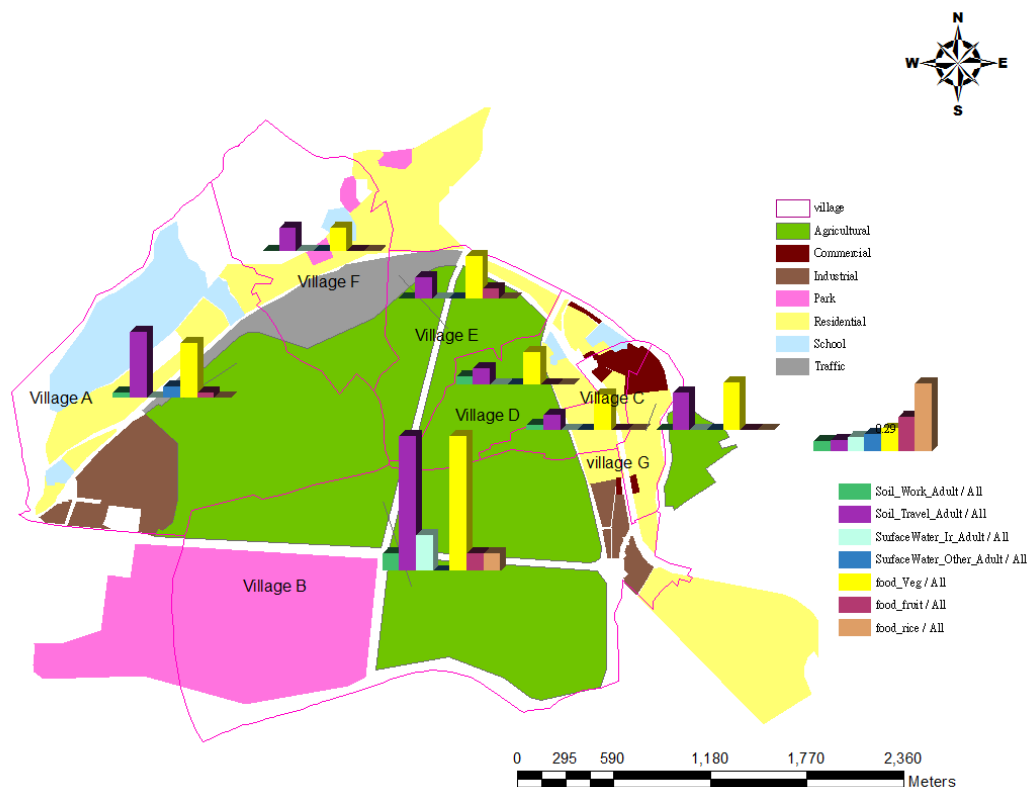 N
W E
S
village
Agricultural
Commercial
Industrial
Park
Residential
School
Traffic
Village F
Village E
Village A
Village C
Village D
village G
Village B
0.29
Soil_Work_Adult / All
Soil_Travel_Adult / All
SurfaceWater_Ir_Adult / All
SurfaceWater_Other_Adult / All
food_Veg / All
food_fruit / All
food_rice / All
0 295 590 1,180 1,770 2,360
Meters